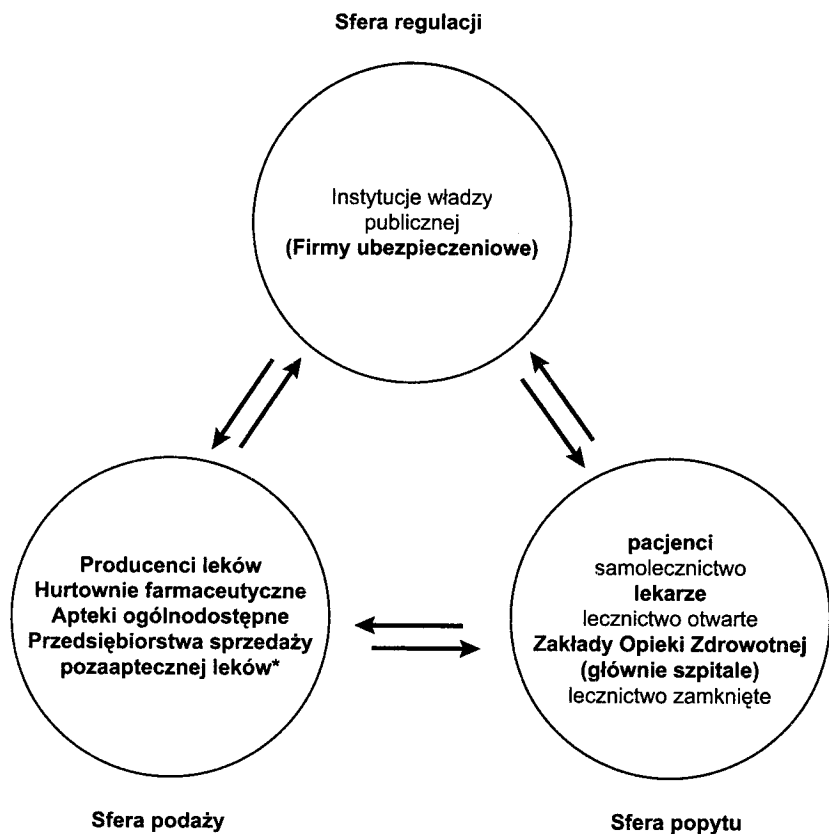 Sfera regulacji
Instytucje władzy
publicznej
(Firmy ubezpieczeniowe)
Producenci leków
Hurtownie farmaceutyczne
Apteki ogólnodostępne
Przedsiębiorstwa sprzedaży
pozaaptecznej leków*
pacjenci
samolecznictwo
lekarze
lecznictwo otwarte
Zakłady Opieki Zdrowotnej
(głównie szpitale)
lecznictwo zamknięte
Sfera podaży
Sfera popytu